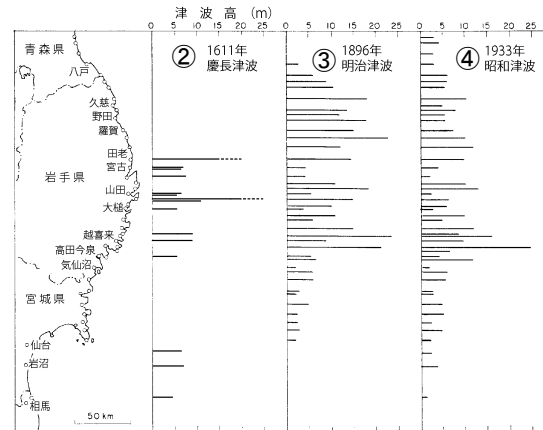 津 波 高 (m)
0 5 10 15 20 25
0 5 10 15 20 25
0 5 10 15 20 25
② 1611年
慶長津波
③ 1896年
明治津波
④ 1933年
昭和津波
青森県
八戸
久慈
野田
羅賀
田老
宮古
岩手県
山田
大槌
越喜来
高田今泉
気仙沼
宮城県
仙台
岩沼
相馬
50 km